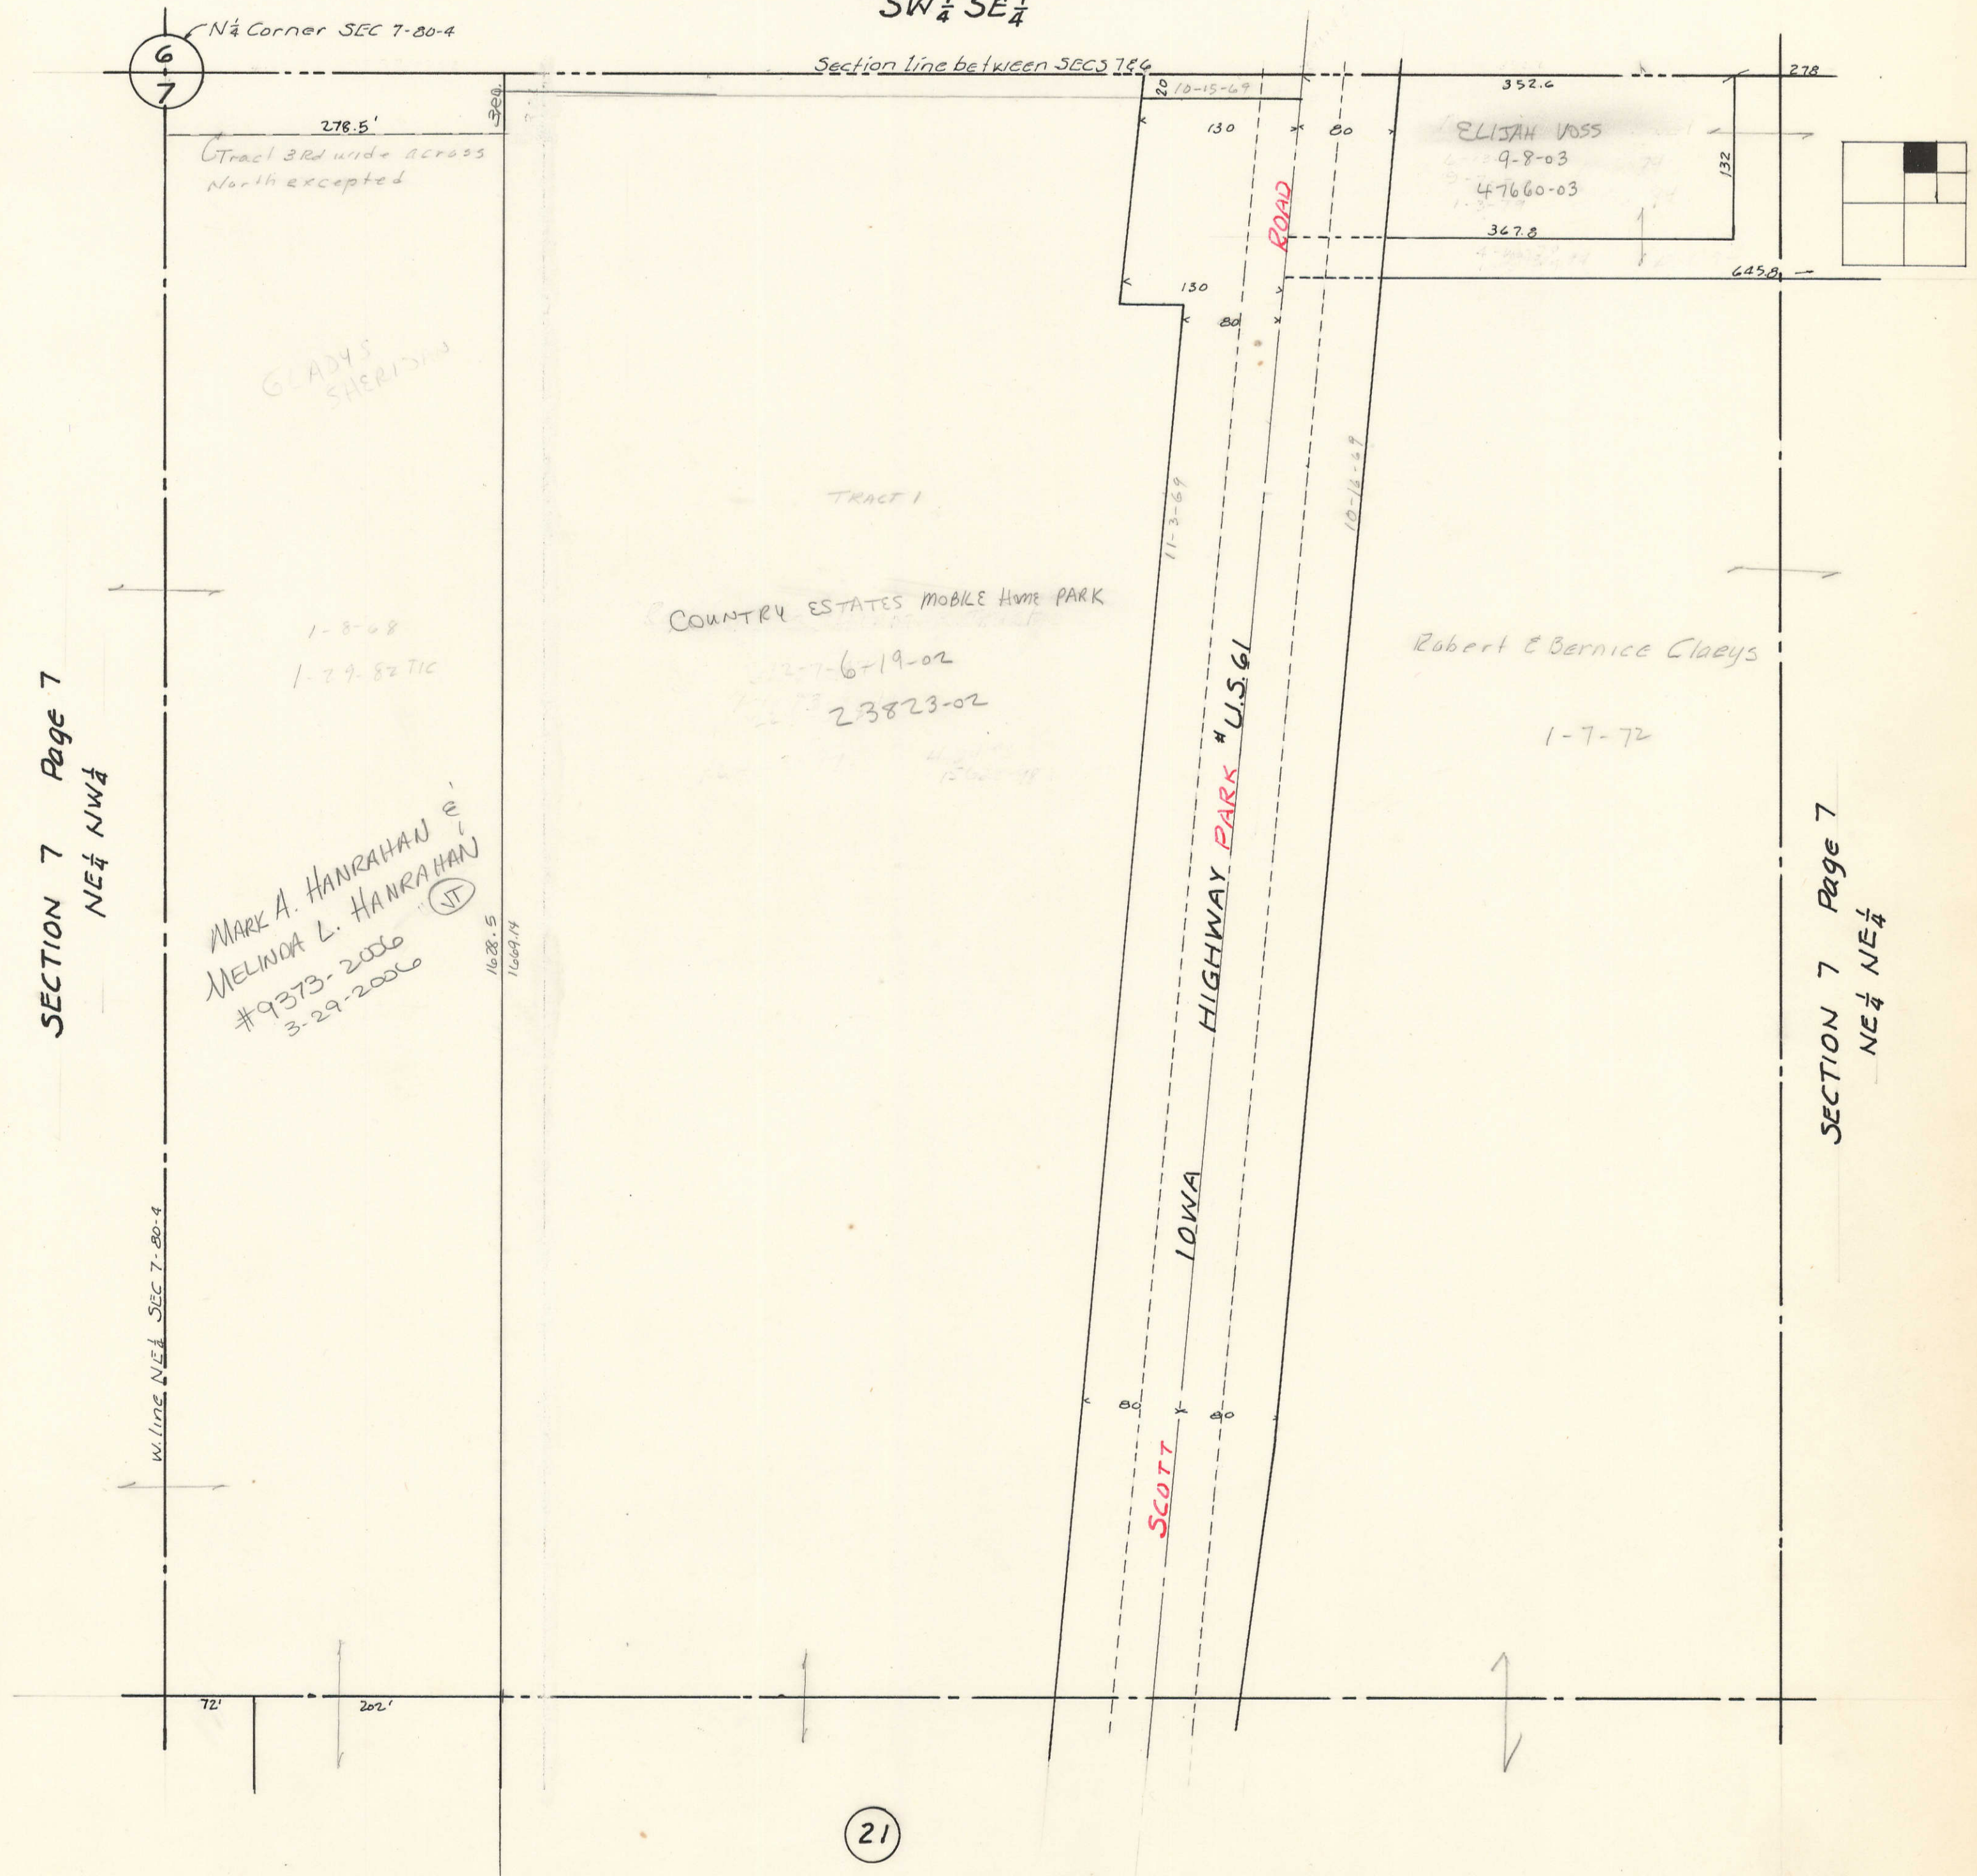 SW¼ SE¼
N¼ Corner SEC 7-80-4
6
7
Section line between SECS 7&6
278
3RD.
20
10-15-69
352.6
278.5'
Tract 3Rd wide across
North excepted
130
80
ELIJAH VOSS
9-8-03
47660-03
132
ROAD
367.8
645.8
130
80
GLADYS
SHERIDIN
TRACT 1
11-3-69
10-16-69
COUNTRY ESTATES MOBILE HOME PARK
6-19-02
23823-02
1-8-68
1-29-82 TIC
Robert & Bernice Claeys
1-7-72
SECTION 7 Page 7
NE¼ NW¼
MARK A. HANRAHAN &
MELINDA L. HANRAHAN
JT
#9373-2006
3-29-2006
1628.5
1669.14
IOWA HIGHWAY PARK # U.S.61
SECTION 7 Page 7
NE¼ NE¼
W. line NE¼ SEC 7-80-4
80
80
SCOTT
72'
202'
21